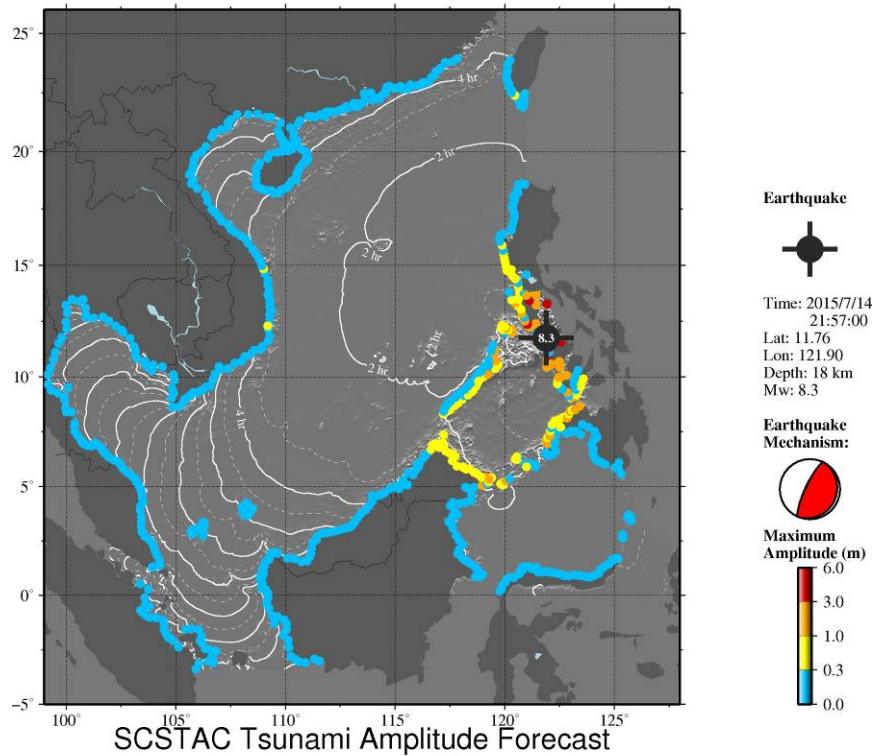 25°
20°
15°
10°
5°
0°
−5°
100°
105°
110°
115°
120°
125°
4 hr
2 hr
2 hr
2 hr
4 hr
8.3
SCSTAC Tsunami Amplitude Forecast
Earthquake
Time: 2015/7/14
21:57:00
Lat: 11.76
Lon: 121.90
Depth: 18 km
Mw: 8.3
Earthquake
Mechanism:
Maximum
Amplitude (m)
6.0
3.0
1.0
0.3
0.0